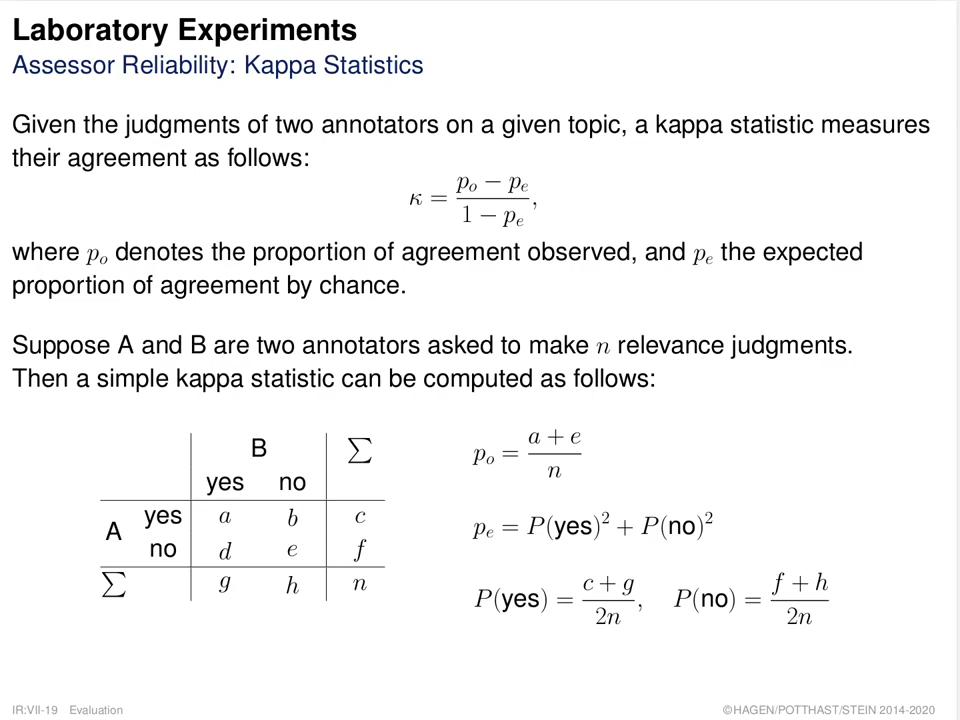 Laboratory Experiments
Assessor Reliability: Kappa Statistics
Given the judgments of two annotators on a given topic, a kappa statistic measures
their agreement as follows:
κ = (p_o − p_e) / (1 − p_e),
where p_o denotes the proportion of agreement observed, and p_e the expected
proportion of agreement by chance.
Suppose A and B are two annotators asked to make n relevance judgments.
Then a simple kappa statistic can be computed as follows:
B ∑
yes no
A yes a b c
no d e f
∑ g h n
p_o = (a + e) / n
p_e = P(yes)² + P(no)²
P(yes) = (c + g) / 2n, P(no) = (f + h) / 2n
IR:VII-19 Evaluation
©HAGEN/POTTHAST/STEIN 2014-2020